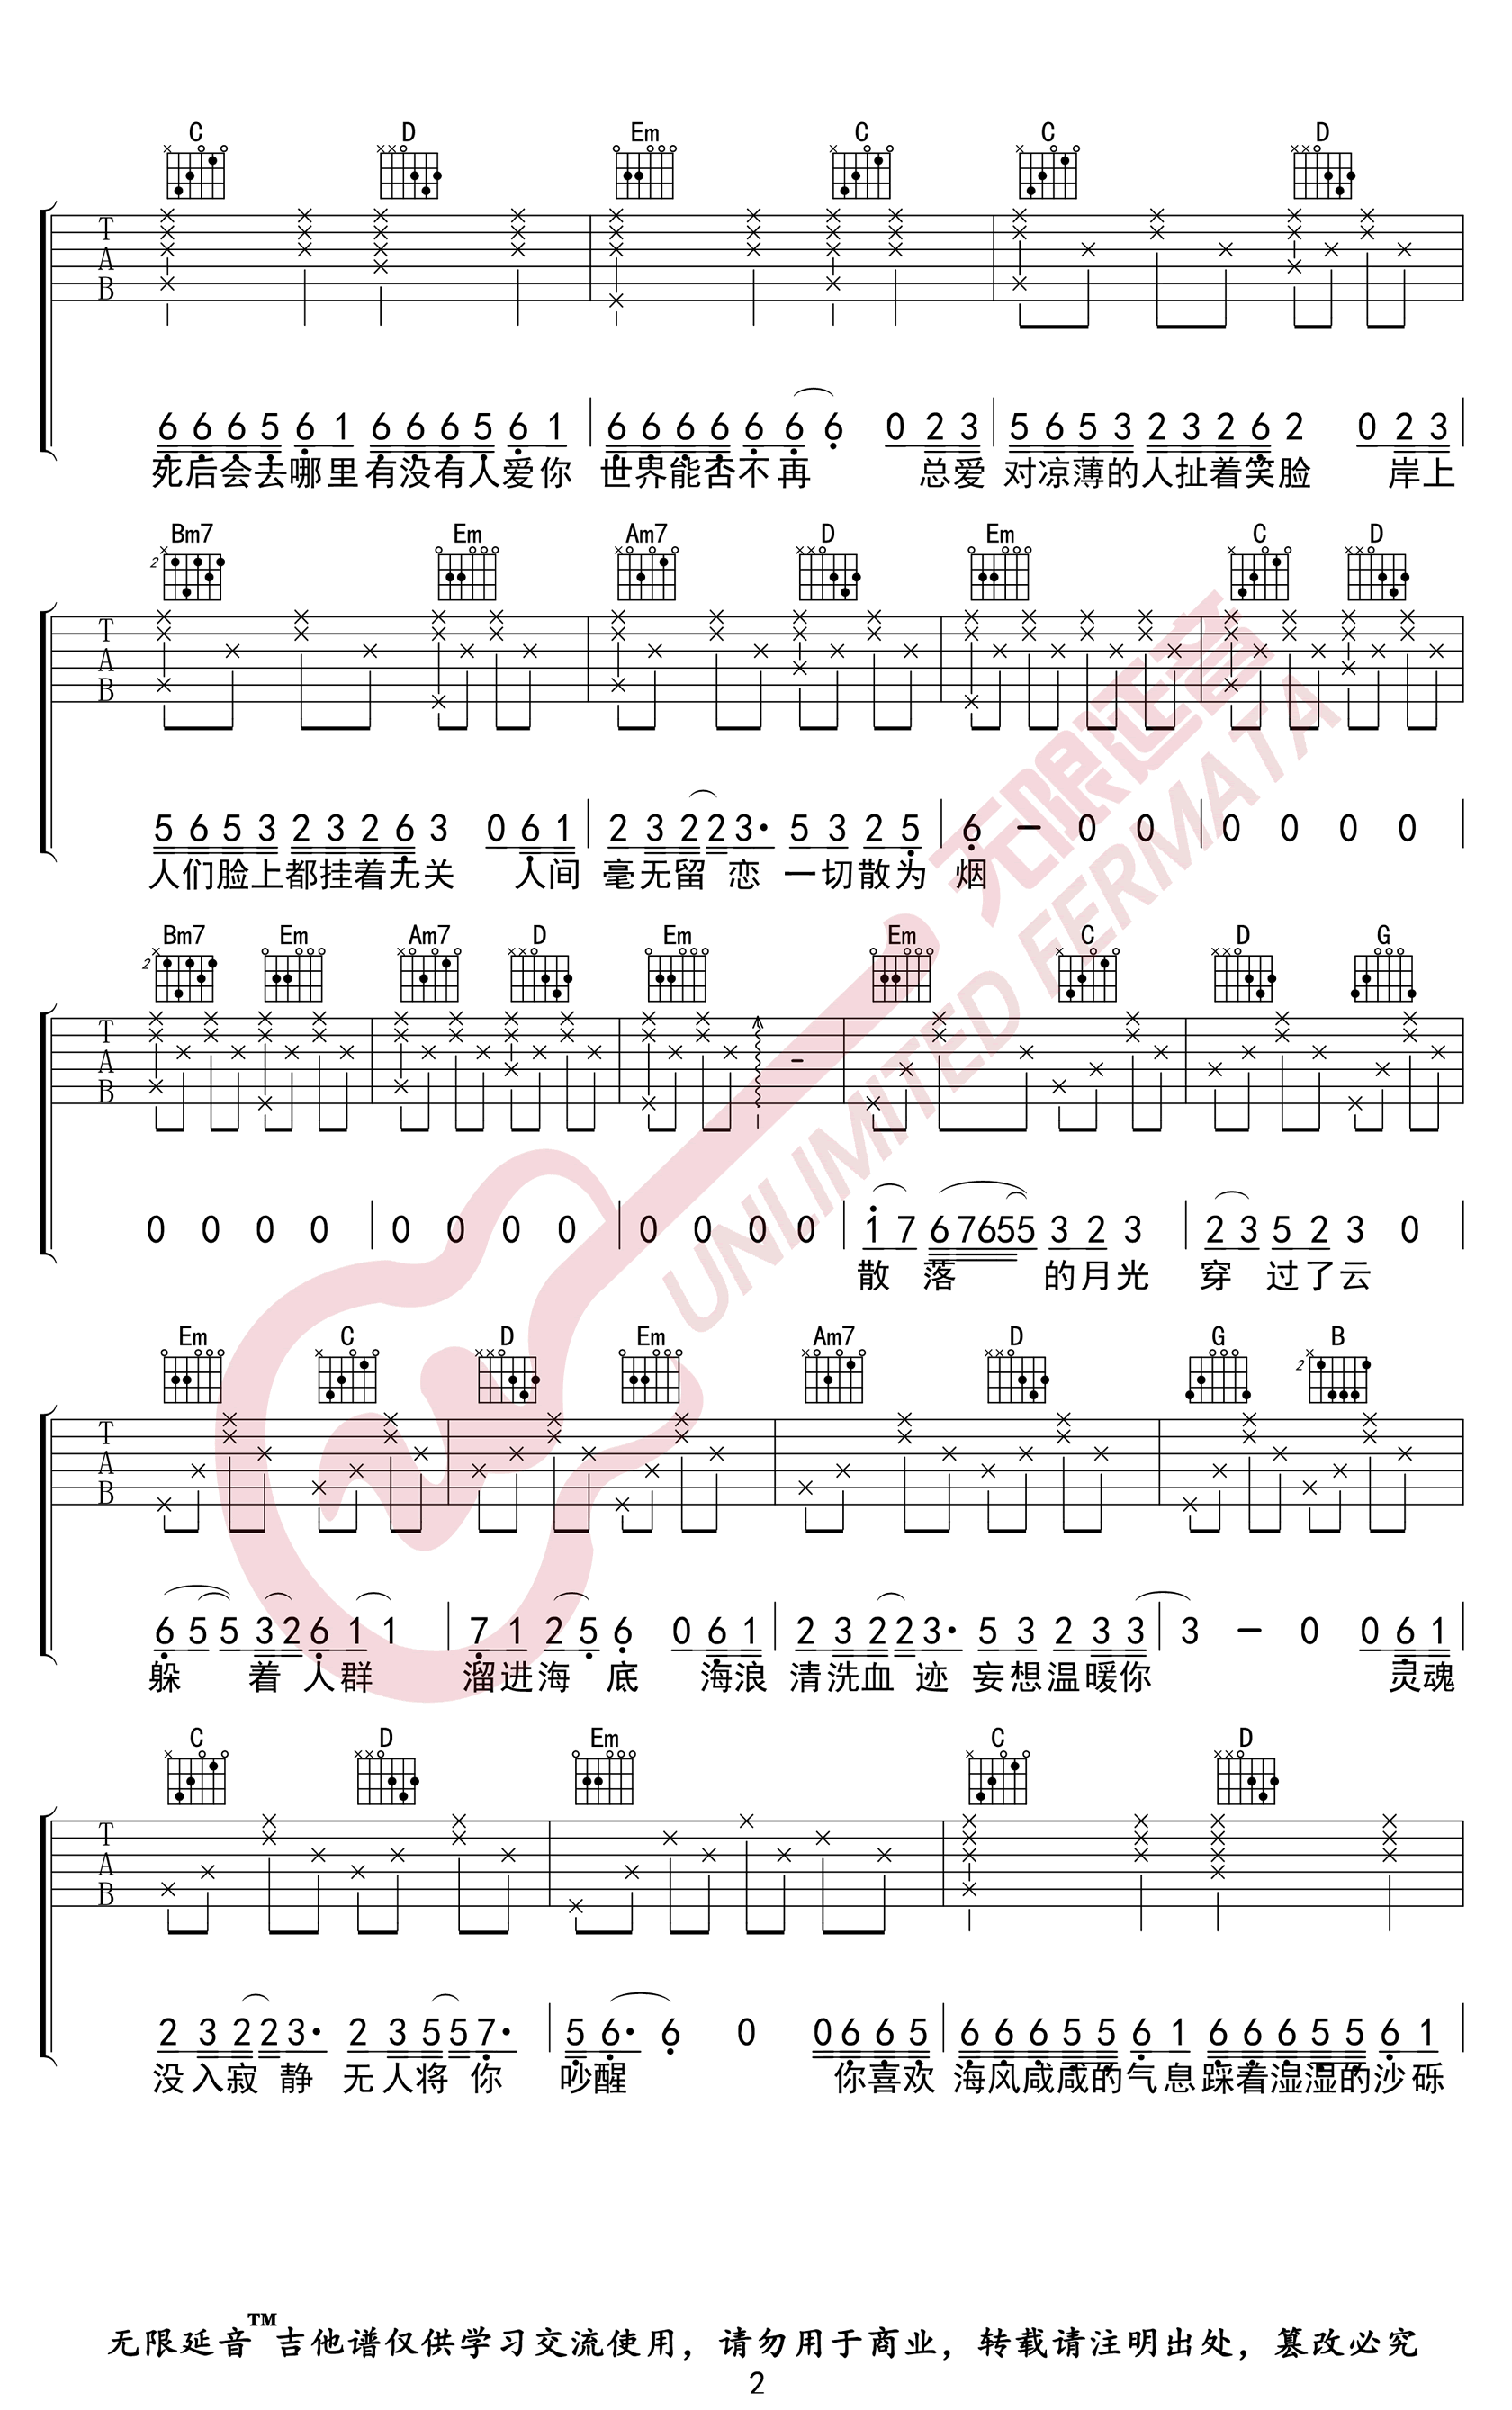 C D Em C C D
T
A
B
6 6 6 5 6 1 6 6 6 5 6 1 6 6 6 6 6 6 6 0 2 3 5 6 5 3 2 3 2 6 2 0 2 3
死后会去哪里有没有人爱你 世界能否不再 总爱 对凉薄的人扯着笑脸 岸上
Bm7 Em Am7 D Em C D
2
T
A
B
5 6 5 3 2 3 2 6 3 0 6 1 2 3 2 2 3· 5 3 2 5 6 – 0 0 0 0 0 0
人们脸上都挂着无关 人间 毫无留恋 一切散为 烟
Bm7 Em Am7 D Em Em C D G
2
T
A
B
0 0 0 0 0 0 0 0 0 0 0 0 1 7 6 7 6 5 5 3 2 3 2 3 5 2 3 0
散 落 的月光 穿 过了云
Em C D Em Am7 D G B
2
T
A
B
6 5 5 3 2 6 1 1 7 1 2 5 6 0 6 1 2 3 2 2 3· 5 3 2 3 3 3 – 0 0 6 1
躲 着 人群 溜进海 底 海浪 清洗血 迹 妄想温暖你 灵魂
C D Em C D
T
A
B
2 3 2 2 3· 2 3 5 5 7· 5 6· 6 0 0 6 6 5 6 6 6 5 5 6 1 6 6 6 5 5 6 1
没入寂 静 无人将 你 吵醒 你喜欢 海风咸咸的气息踩着湿湿的沙砾
无限延音
UNLIMITED FERMATA
无限延音™吉他谱仅供学习交流使用，请勿用于商业，转载请注明出处，篡改必究
2